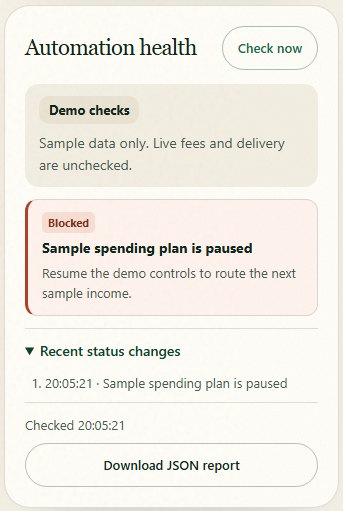 Automation health
Check now
Demo checks
Sample data only. Live fees and delivery
are unchecked.
Blocked
Sample spending plan is paused
Resume the demo controls to route the next
sample income.
▼ Recent status changes
1. 20:05:21 · Sample spending plan is paused
Checked 20:05:21
Download JSON report